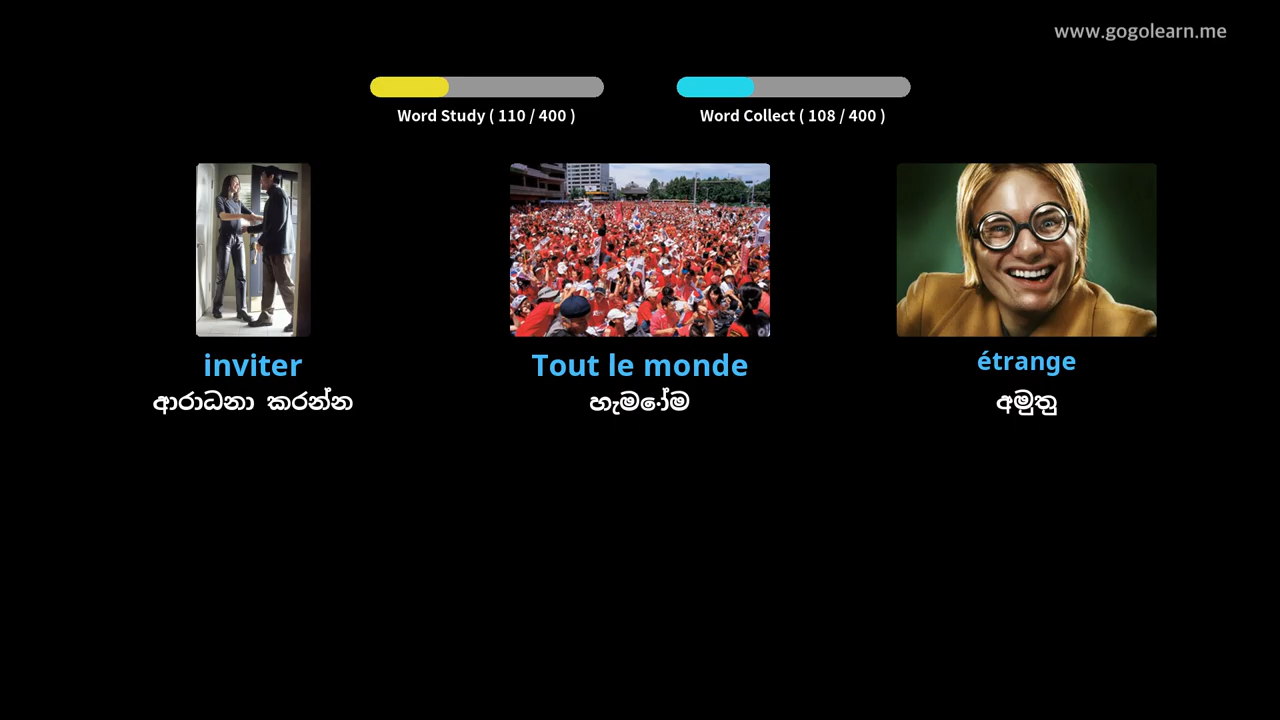 www.gogolearn.me
Word Study ( 110 / 400 )
Word Collect ( 108 / 400 )
inviter
Tout le monde
étrange
ආරාධනා කරන්න
හැමෝම
අමුතු